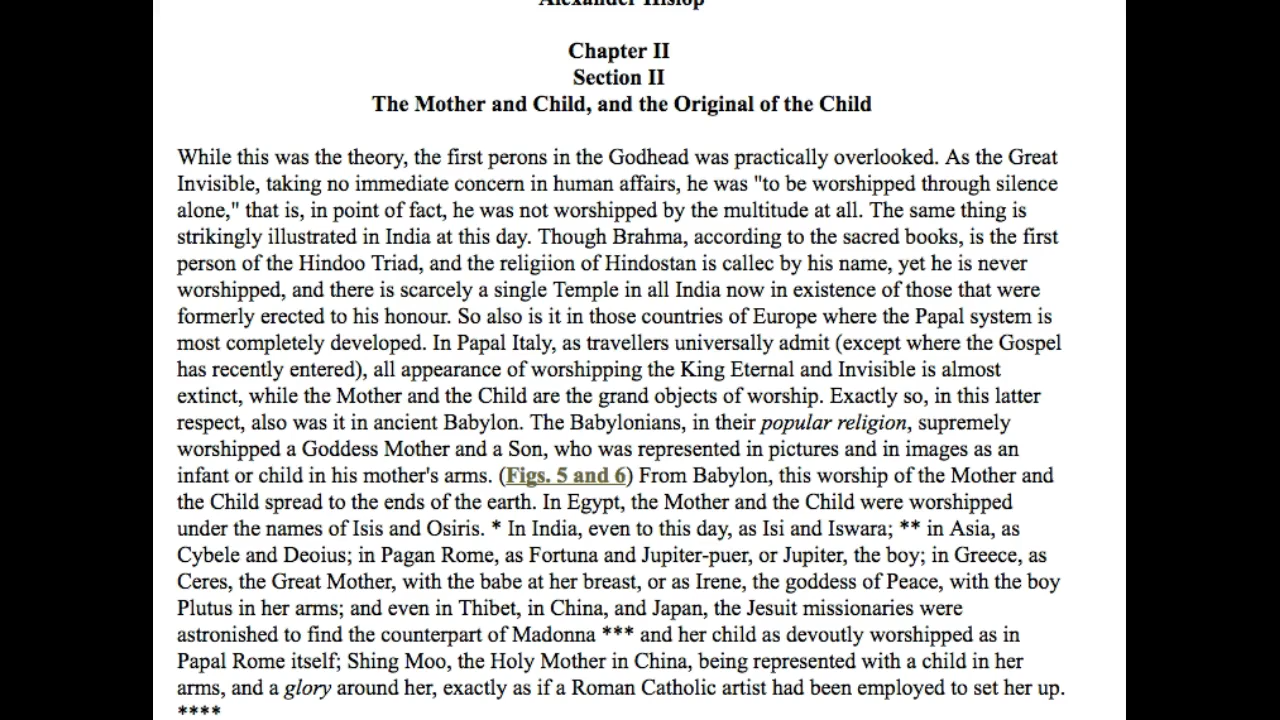 Alexander Hislop
Chapter II
Section II
The Mother and Child, and the Original of the Child
While this was the theory, the first perons in the Godhead was practically overlooked. As the Great
Invisible, taking no immediate concern in human affairs, he was "to be worshipped through silence
alone," that is, in point of fact, he was not worshipped by the multitude at all. The same thing is
strikingly illustrated in India at this day. Though Brahma, according to the sacred books, is the first
person of the Hindoo Triad, and the religiion of Hindostan is callec by his name, yet he is never
worshipped, and there is scarcely a single Temple in all India now in existence of those that were
formerly erected to his honour. So also is it in those countries of Europe where the Papal system is
most completely developed. In Papal Italy, as travellers universally admit (except where the Gospel
has recently entered), all appearance of worshipping the King Eternal and Invisible is almost
extinct, while the Mother and the Child are the grand objects of worship. Exactly so, in this latter
respect, also was it in ancient Babylon. The Babylonians, in their popular religion, supremely
worshipped a Goddess Mother and a Son, who was represented in pictures and in images as an
infant or child in his mother's arms. (Figs. 5 and 6) From Babylon, this worship of the Mother and
the Child spread to the ends of the earth. In Egypt, the Mother and the Child were worshipped
under the names of Isis and Osiris. * In India, even to this day, as Isi and Iswara; ** in Asia, as
Cybele and Deoius; in Pagan Rome, as Fortuna and Jupiter-puer, or Jupiter, the boy; in Greece, as
Ceres, the Great Mother, with the babe at her breast, or as Irene, the goddess of Peace, with the boy
Plutus in her arms; and even in Thibet, in China, and Japan, the Jesuit missionaries were
astronished to find the counterpart of Madonna *** and her child as devoutly worshipped as in
Papal Rome itself; Shing Moo, the Holy Mother in China, being represented with a child in her
arms, and a glory around her, exactly as if a Roman Catholic artist had been employed to set her up.
****